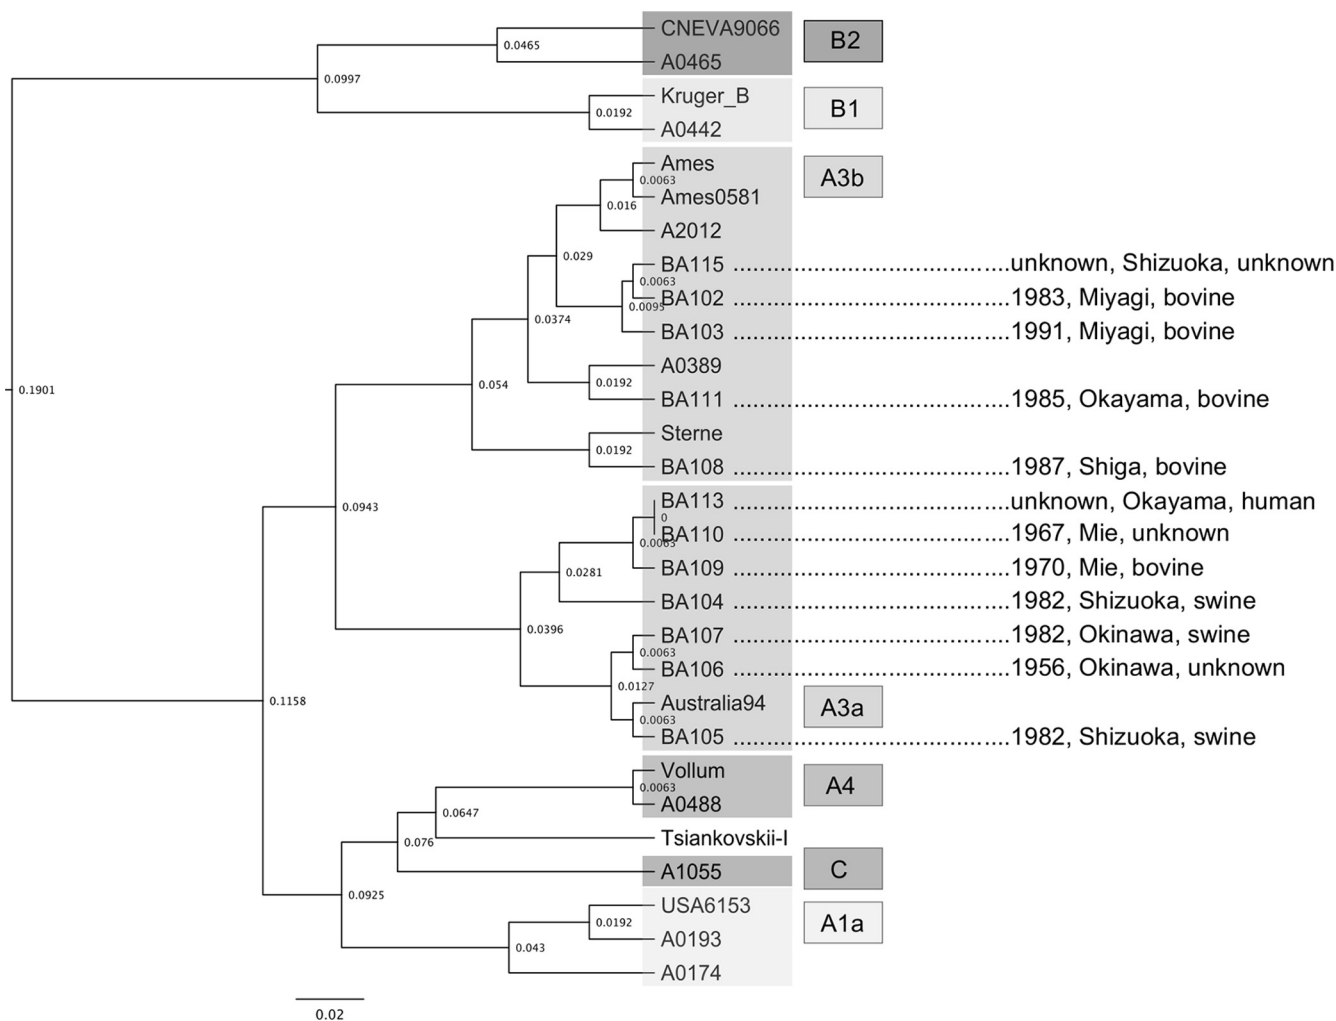 CNEVA9066
B2
0.0465
A0465
0.0997
Kruger_B
B1
0.0192
A0442
Ames
A3b
0.0063
Ames0581
0.016
A2012
0.029
BA115 ........................................unknown, Shizuoka, unknown
0.0063
BA102 ........................................1983, Miyagi, bovine
0.0095
0.0374
BA103 ........................................1991, Miyagi, bovine
A0389
0.0192
0.054
0.1901
BA111 ........................................1985, Okayama, bovine
Sterne
0.0192
BA108 ........................................1987, Shiga, bovine
BA113 ........................................unknown, Okayama, human
0.0943
0
BA110 ........................................1967, Mie, unknown
0.0063
BA109 ........................................1970, Mie, bovine
0.0281
BA104 ........................................1982, Shizuoka, swine
0.0396
BA107 ........................................1982, Okinawa, swine
0.0063
BA106 ........................................1956, Okinawa, unknown
0.0127
0.1158
Australia94
A3a
0.0063
BA105 ........................................1982, Shizuoka, swine
Vollum
A4
0.0063
A0488
0.0647
Tsiankovskii-I
0.076
A1055
C
0.0925
USA6153
A1a
0.0192
A0193
0.043
A0174
0.02